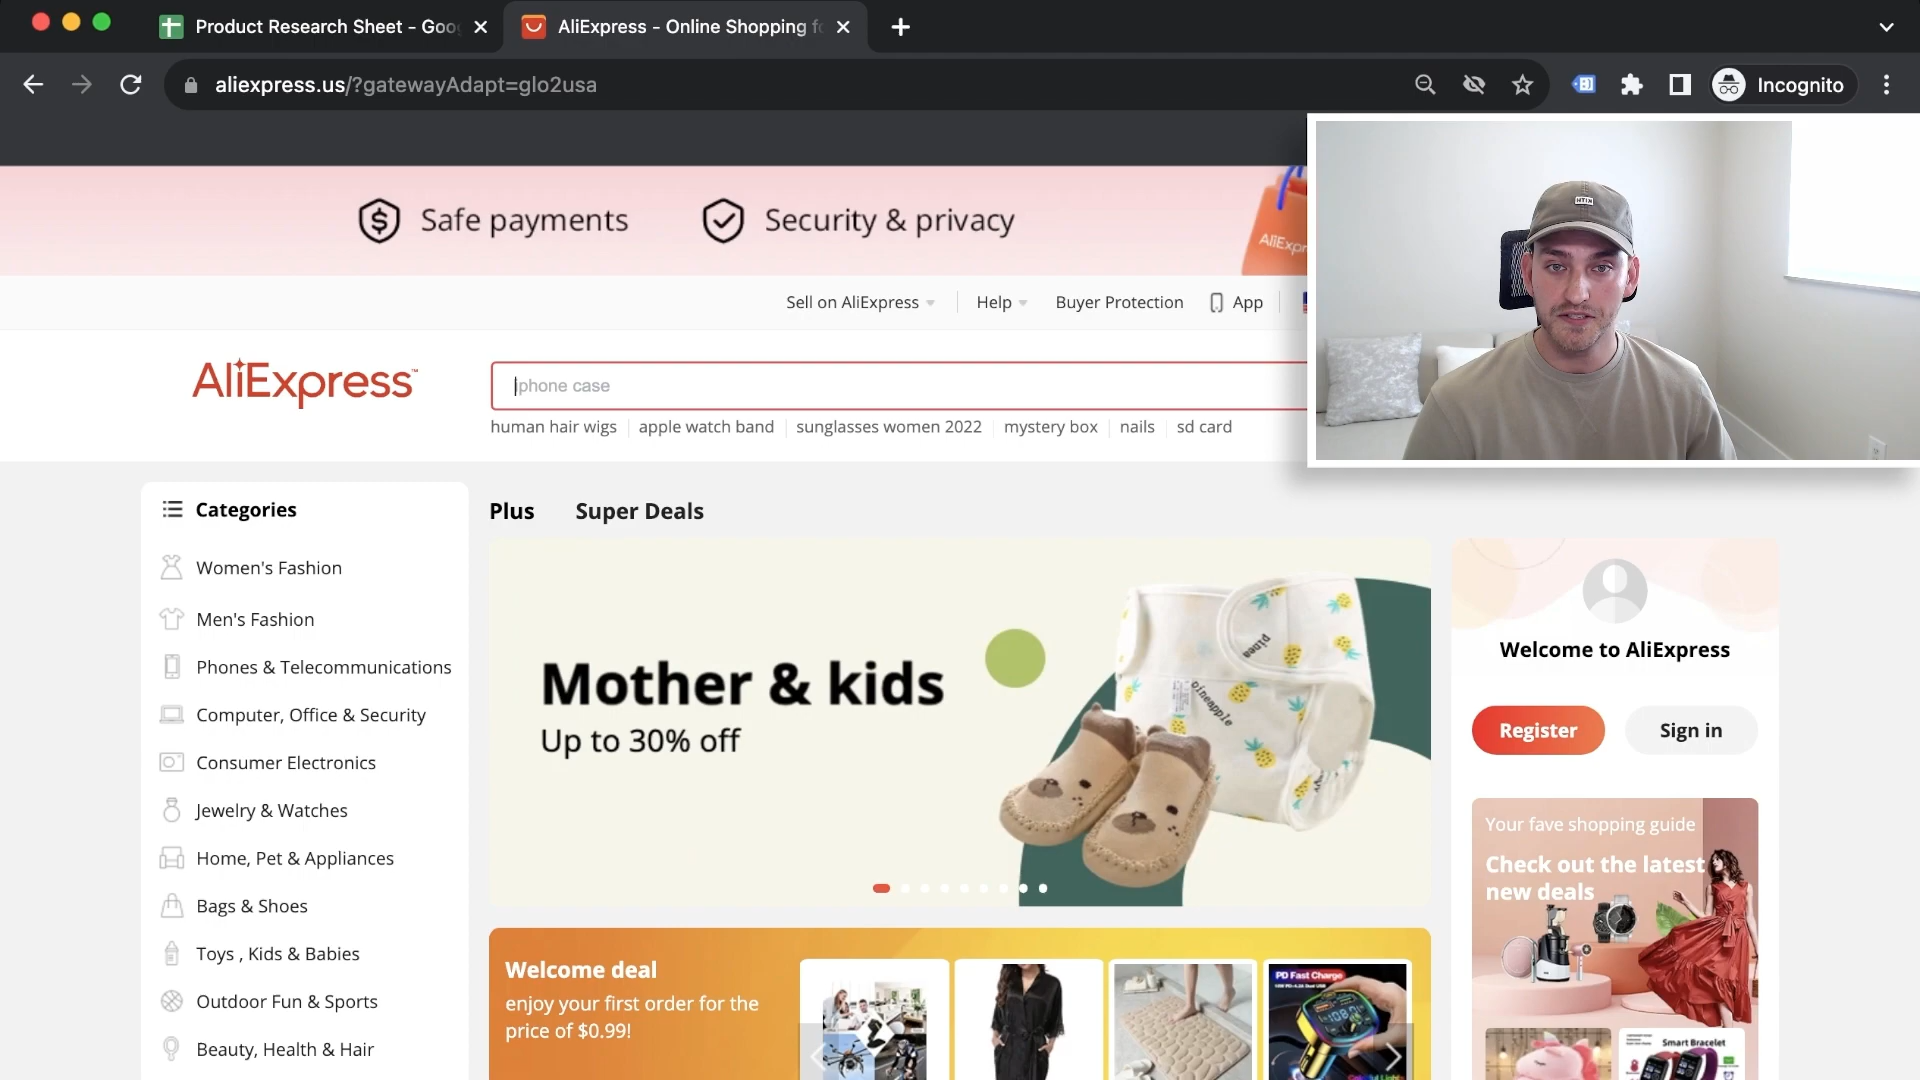 Product Research Sheet - Goo
AliExpress - Online Shopping f
aliexpress.us/?gatewayAdapt=glo2usa
Incognito
Safe payments
Security & privacy
AliExpr
Sell on AliExpress
Help
Buyer Protection
App
AliExpress™
iphone case
human hair wigs
apple watch band
sunglasses women 2022
mystery box
nails
sd card
Categories
Women's Fashion
Men's Fashion
Phones & Telecommunications
Computer, Office & Security
Consumer Electronics
Jewelry & Watches
Home, Pet & Appliances
Bags & Shoes
Toys , Kids & Babies
Outdoor Fun & Sports
Beauty, Health & Hair
Plus
Super Deals
Mother & kids
Up to 30% off
pinea
pineapple
Welcome to AliExpress
Register
Sign in
Your fave shopping guide
Check out the latest
new deals
Smart Bracelet
Welcome deal
enjoy your first order for the
price of $0.99!
PD Fast Charge